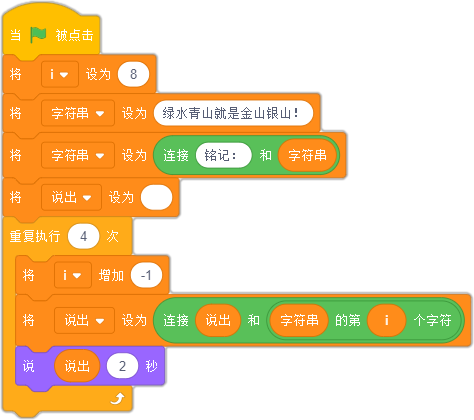 当 被点击
将 i 设为 8
将 字符串 设为 绿水青山就是金山银山！
将 字符串 设为 连接 铭记： 和 字符串
将 说出 设为
重复执行 4 次
将 i 增加 -1
将 说出 设为 连接 说出 和 字符串 的第 i 个字符
说 说出 2 秒